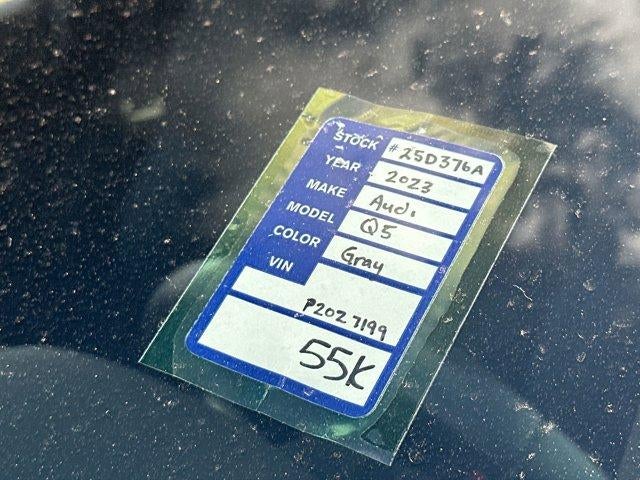 STOCK # 25D376A
YEAR 2023
MAKE Audi
MODEL Q5
COLOR Gray
VIN
P2027199
55K